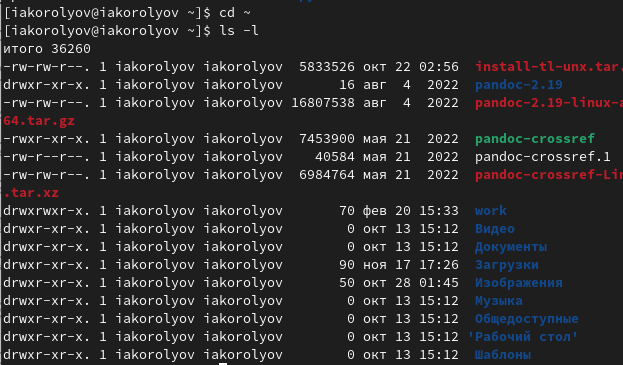 [iakorolyov@iakorolyov ~]$ cd ~
[iakorolyov@iakorolyov ~]$ ls -l
итого 36260
-rw-rw-r--. 1 iakorolyov iakorolyov  5833526 окт 22 02:56  install-tl-unx.tar.
drwxr-xr-x. 1 iakorolyov iakorolyov       16 авг  4  2022  pandoc-2.19
-rw-rw-r--. 1 iakorolyov iakorolyov 16807538 авг  4  2022  pandoc-2.19-linux-a
64.tar.gz
-rwxr-xr-x. 1 iakorolyov iakorolyov  7453900 мая 21  2022  pandoc-crossref
-rw-r--r--. 1 iakorolyov iakorolyov    40584 мая 21  2022  pandoc-crossref.1
-rw-rw-r--. 1 iakorolyov iakorolyov  6984764 мая 21  2022  pandoc-crossref-Lin
.tar.xz
drwxrwxr-x. 1 iakorolyov iakorolyov       70 фев 20 15:33  work
drwxr-xr-x. 1 iakorolyov iakorolyov        0 окт 13 15:12  Видео
drwxr-xr-x. 1 iakorolyov iakorolyov        0 окт 13 15:12  Документы
drwxr-xr-x. 1 iakorolyov iakorolyov       90 ноя 17 17:26  Загрузки
drwxr-xr-x. 1 iakorolyov iakorolyov       50 окт 28 01:45  Изображения
drwxr-xr-x. 1 iakorolyov iakorolyov        0 окт 13 15:12  Музыка
drwxr-xr-x. 1 iakorolyov iakorolyov        0 окт 13 15:12  Общедоступные
drwxr-xr-x. 1 iakorolyov iakorolyov        0 окт 13 15:12 'Рабочий стол'
drwxr-xr-x. 1 iakorolyov iakorolyov        0 окт 13 15:12  Шаблоны